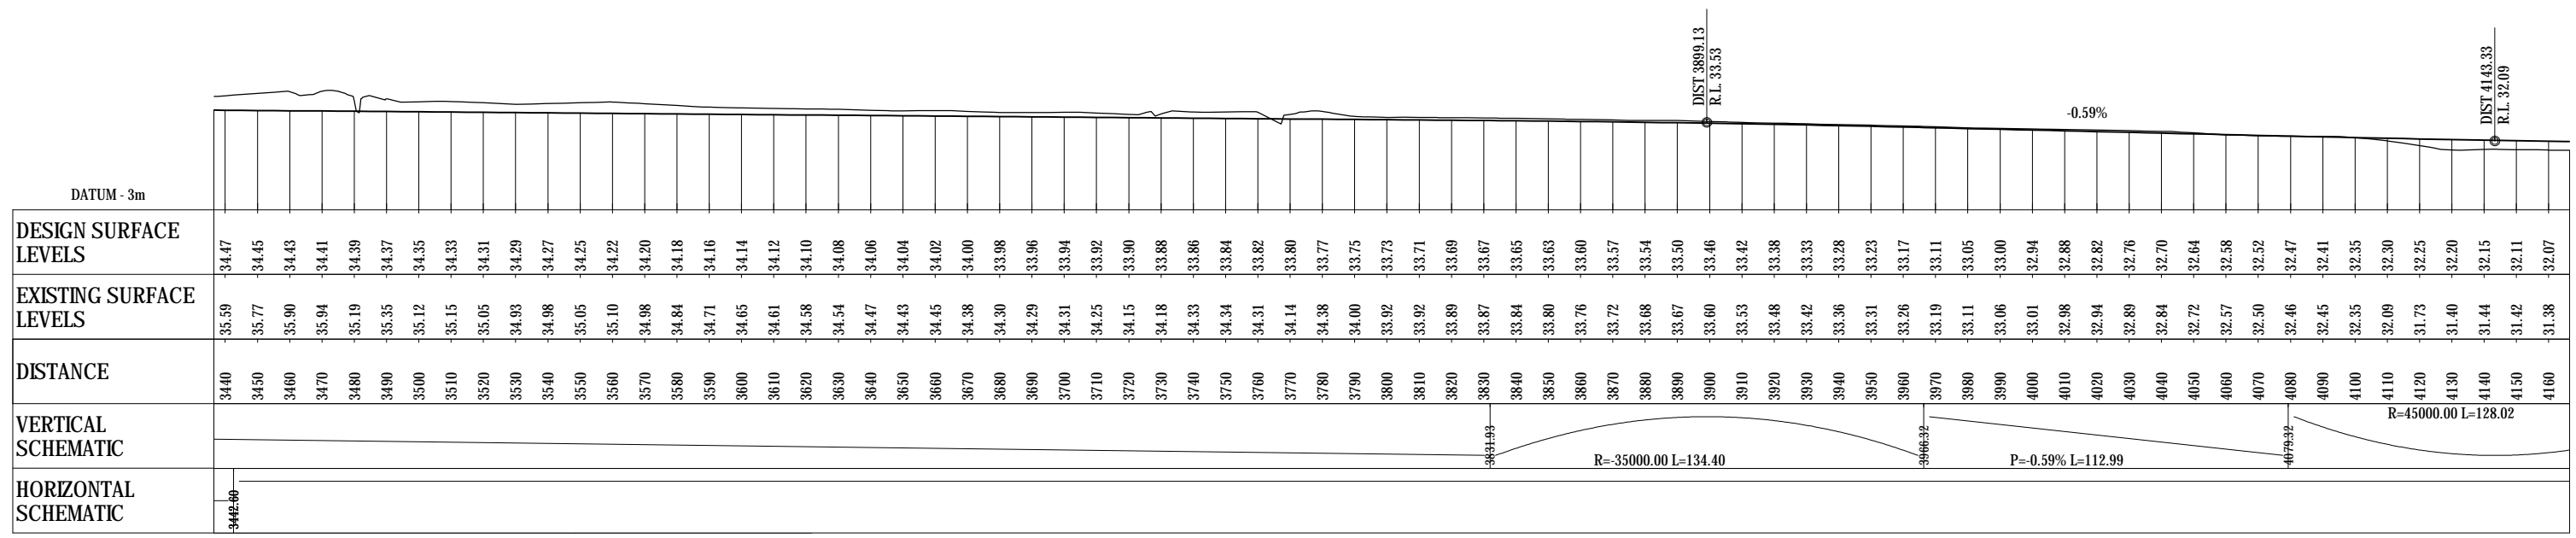 DIST 3899.13
R.L. 33.53
-0.59%
DIST 4143.33
R.L. 32.09
DATUM - 3m
DESIGN SURFACE
LEVELS
34.47 34.45 34.43 34.41 34.39 34.37 34.35 34.33 34.31 34.29 34.27 34.25 34.22 34.20 34.18 34.16 34.14 34.12 34.10 34.08 34.06 34.04 34.02 34.00 33.98 33.96 33.94 33.92 33.90 33.88 33.86 33.84 33.82 33.80 33.77 33.75 33.73 33.71 33.69 33.67 33.65 33.63 33.60 33.57 33.54 33.50 33.46 33.42 33.38 33.33 33.28 33.23 33.17 33.11 33.05 33.00 32.94 32.88 32.82 32.76 32.70 32.64 32.58 32.52 32.47 32.41 32.35 32.30 32.25 32.20 32.15 32.11 32.07
EXISTING SURFACE
LEVELS
35.59 35.77 35.90 35.94 35.19 35.35 35.12 35.15 35.05 34.93 34.98 35.05 35.10 34.98 34.84 34.71 34.65 34.61 34.58 34.54 34.47 34.43 34.45 34.38 34.30 34.29 34.31 34.25 34.15 34.18 34.33 34.34 34.31 34.14 34.38 34.00 33.92 33.92 33.89 33.87 33.84 33.80 33.76 33.72 33.68 33.67 33.60 33.53 33.48 33.42 33.36 33.31 33.26 33.19 33.11 33.06 33.01 32.98 32.94 32.89 32.84 32.72 32.57 32.50 32.46 32.45 32.35 32.09 31.73 31.40 31.44 31.42 31.38
DISTANCE
3440 3450 3460 3470 3480 3490 3500 3510 3520 3530 3540 3550 3560 3570 3580 3590 3600 3610 3620 3630 3640 3650 3660 3670 3680 3690 3700 3710 3720 3730 3740 3750 3760 3770 3780 3790 3800 3810 3820 3830 3840 3850 3860 3870 3880 3890 3900 3910 3920 3930 3940 3950 3960 3970 3980 3990 4000 4010 4020 4030 4040 4050 4060 4070 4080 4090 4100 4110 4120 4130 4140 4150 4160
VERTICAL
SCHEMATIC
3831.93
R=-35000.00 L=134.40
3966.32
P=-0.59% L=112.99
4079.32
R=45000.00 L=128.02
HORIZONTAL
SCHEMATIC
3442.60